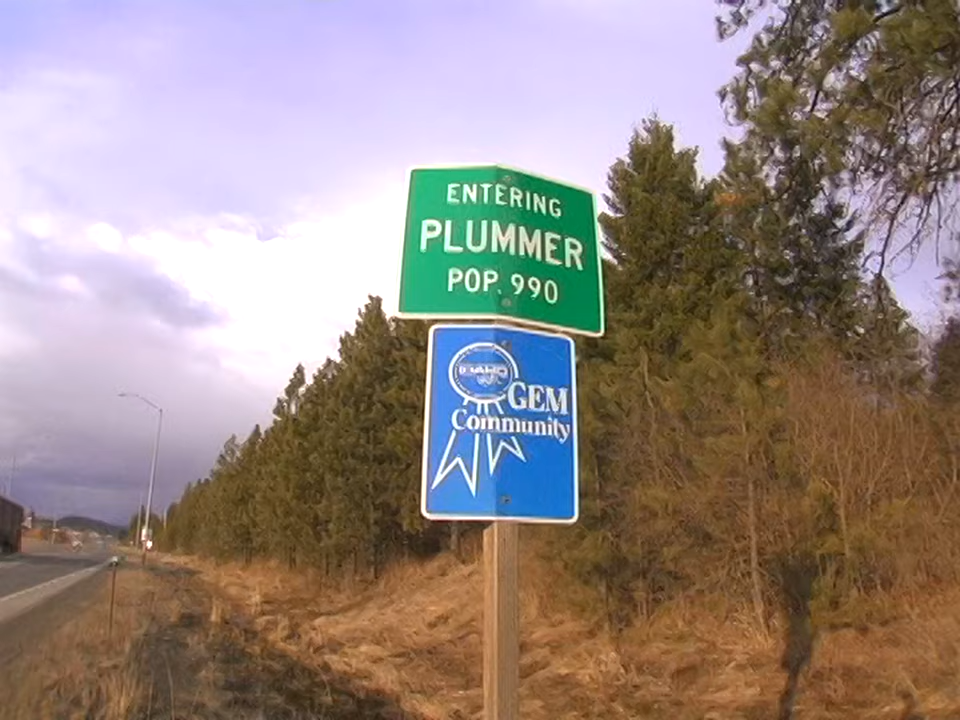 ENTERING
PLUMMER
POP. 990
IDAHO
GEM
Community